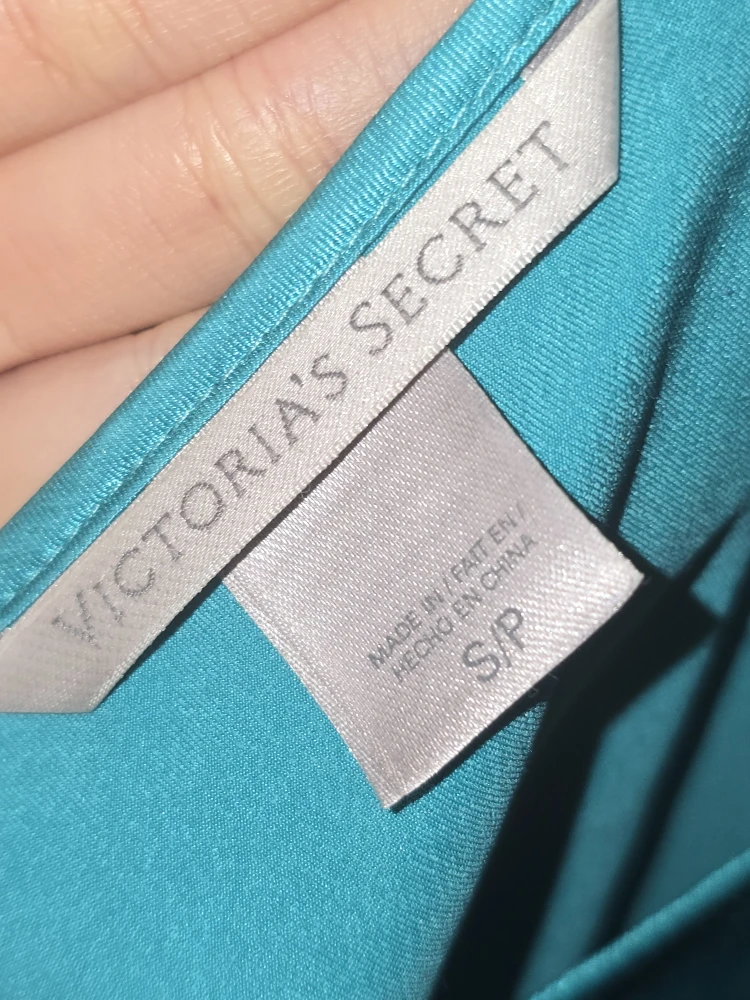 VICTORIA'S SECRET
MADE IN / FAIT EN /
HECHO EN CHINA
S/P